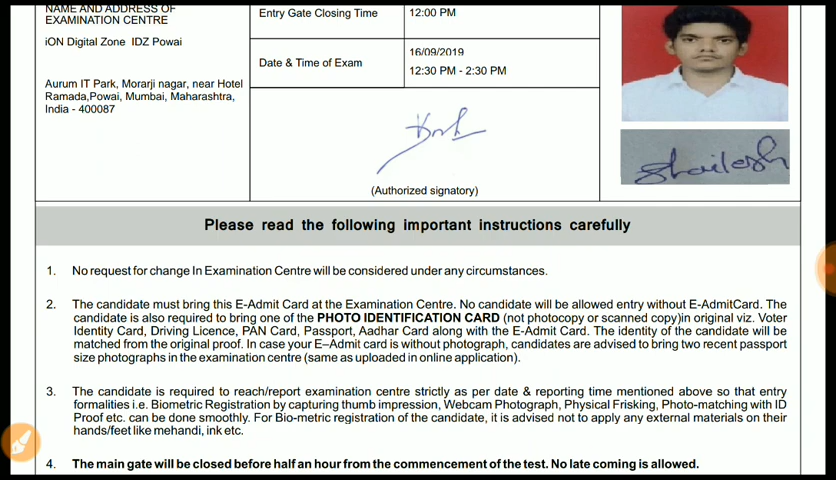 NAME AND ADDRESS OF
EXAMINATION CENTRE
iON Digital Zone IDZ Powai
Aurum IT Park, Morarji nagar, near Hotel
Ramada,Powai, Mumbai, Maharashtra,
India - 400087
Entry Gate Closing Time
12:00 PM
Date & Time of Exam
16/09/2019
12:30 PM - 2:30 PM
(Authorized signatory)
Shailesh
Please read the following important instructions carefully
1. No request for change In Examination Centre will be considered under any circumstances.
2. The candidate must bring this E-Admit Card at the Examination Centre. No candidate will be allowed entry without E-AdmitCard. The
candidate is also required to bring one of the PHOTO IDENTIFICATION CARD (not photocopy or scanned copy)in original viz. Voter
Identity Card, Driving Licence, PAN Card, Passport, Aadhar Card along with the E-Admit Card. The identity of the candidate will be
matched from the original proof. In case your E–Admit card is without photograph, candidates are advised to bring two recent passport
size photographs in the examination centre (same as uploaded in online application).
3. The candidate is required to reach/report examination centre strictly as per date & reporting time mentioned above so that entry
formalities i.e. Biometric Registration by capturing thumb impression, Webcam Photograph, Physical Frisking, Photo-matching with ID
Proof etc. can be done smoothly. For Bio-metric registration of the candidate, it is advised not to apply any external materials on their
hands/feet like mehandi, ink etc.
4. The main gate will be closed before half an hour from the commencement of the test. No late coming is allowed.